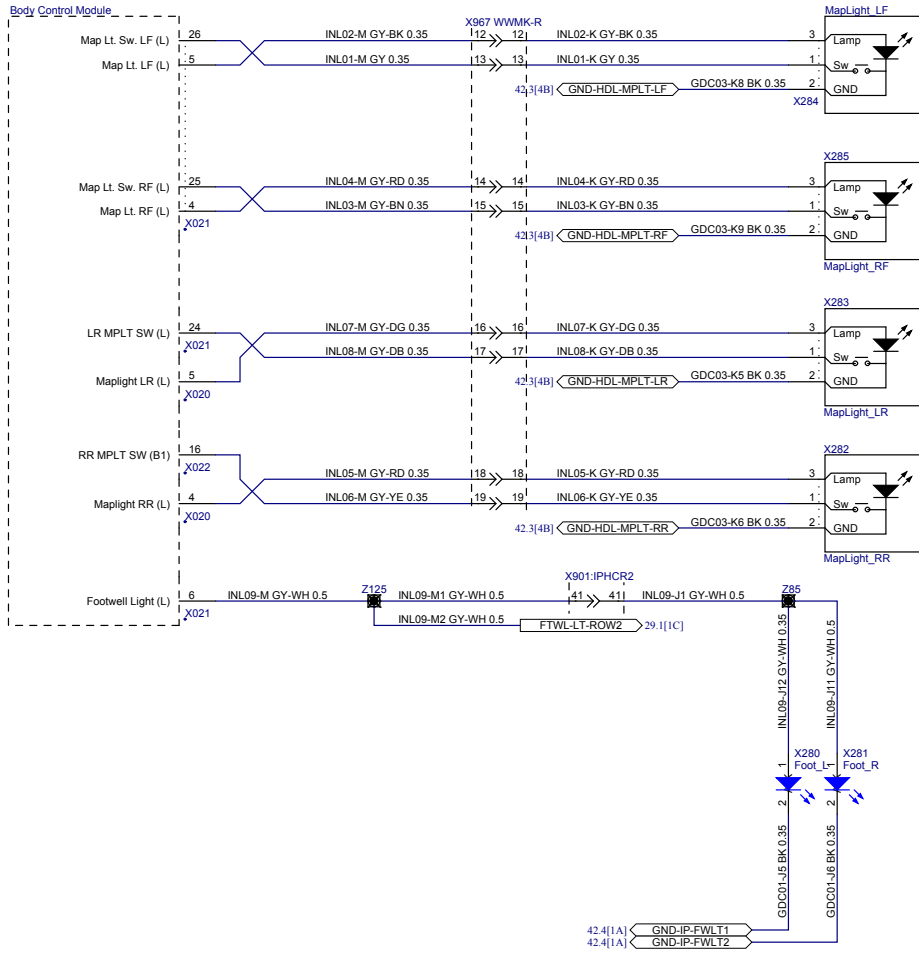 Body Control Module
MapLight_LF
X967 WWMK-R
Map Lt. Sw. LF (L) 26 INL02-M GY-BK 0.35 12 12 INL02-K GY-BK 0.35 3 Lamp
Map Lt. LF (L) 5 INL01-M GY 0.35 13 13 INL01-K GY 0.35 1 Sw
42.3[4B] GND-HDL-MPLT-LF GDC03-K8 BK 0.35 2 GND
X284
X285
Map Lt. Sw. RF (L) 25 INL04-M GY-RD 0.35 14 14 INL04-K GY-RD 0.35 3 Lamp
Map Lt. RF (L) 4 INL03-M GY-BN 0.35 15 15 INL03-K GY-BN 0.35 1 Sw
X021
42.3[4B] GND-HDL-MPLT-RF GDC03-K9 BK 0.35 2 GND
MapLight_RF
X283
LR MPLT SW (L) 24 INL07-M GY-DG 0.35 16 16 INL07-K GY-DG 0.35 3 Lamp
X021 INL08-M GY-DB 0.35 17 17 INL08-K GY-DB 0.35 1 Sw
Maplight LR (L) 5 42.3[4B] GND-HDL-MPLT-LR GDC03-K5 BK 0.35 2 GND
X020
MapLight_LR
X282
RR MPLT SW (B1) 16
X022 INL05-M GY-RD 0.35 18 18 INL05-K GY-RD 0.35 3 Lamp
Maplight RR (L) 4 INL06-M GY-YE 0.35 19 19 INL06-K GY-YE 0.35 1 Sw
X020
42.3[4B] GND-HDL-MPLT-RR GDC03-K6 BK 0.35 2 GND
MapLight_RR
X901:IPHCR2
Footwell Light (L) 6 INL09-M GY-WH 0.5 Z125 INL09-M1 GY-WH 0.5 41 41 INL09-J1 GY-WH 0.5 Z85
X021
INL09-M2 GY-WH 0.5 FTWL-LT-ROW2 29.1[1C]
INL09-J12 GY-WH 0.35
INL09-J11 GY-WH 0.5
1 X280 Foot_L
1 X281 Foot_R
2 2
GDC01-J5 BK 0.35
GDC01-J6 BK 0.35
42.4[1A] GND-IP-FWLT1
42.4[1A] GND-IP-FWLT2